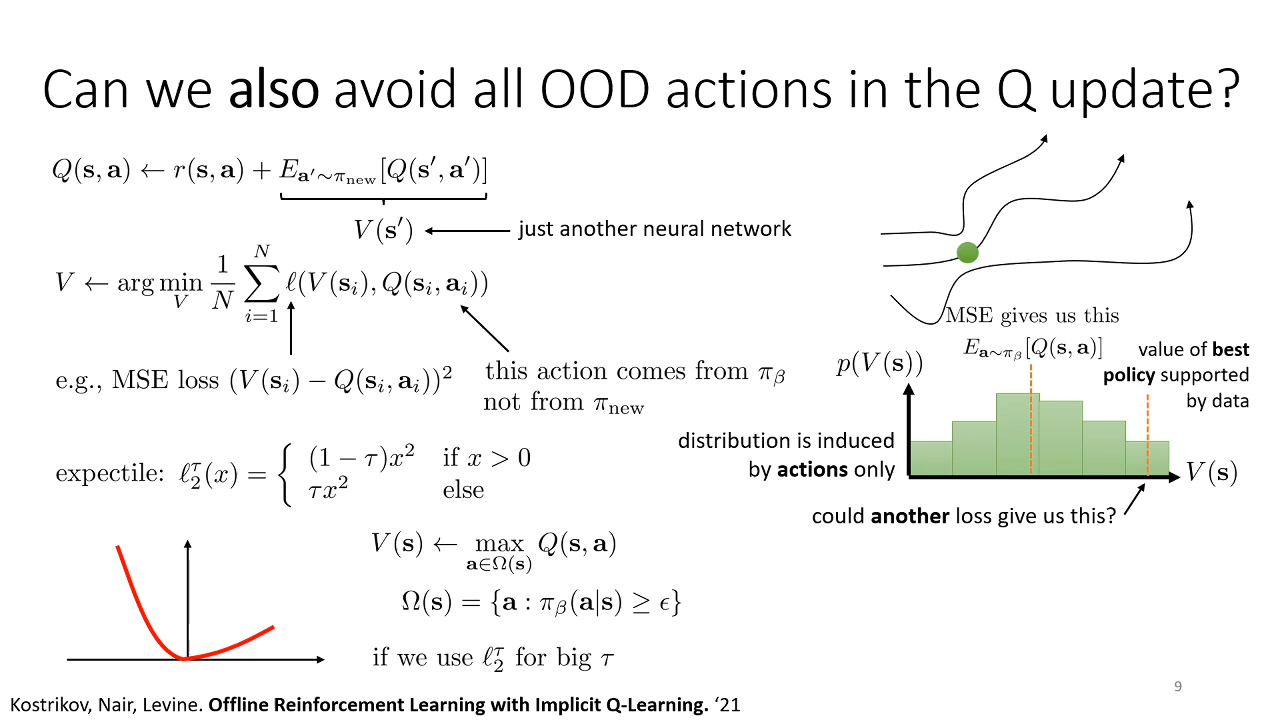 Can we also avoid all OOD actions in the Q update?
Q(s, a) ← r(s, a) + E_{a′∼π_new}[Q(s′, a′)]
V(s′)
just another neural network
V ← arg min_V 1/N ∑_{i=1}^{N} ℓ(V(s_i), Q(s_i, a_i))
e.g., MSE loss (V(s_i) − Q(s_i, a_i))²
this action comes from π_β
not from π_new
expectile: ℓ₂^τ(x) = { (1 − τ)x² if x > 0
τx² else
V(s) ← max_{a∈Ω(s)} Q(s, a)
Ω(s) = {a : π_β(a|s) ≥ ϵ}
if we use ℓ₂^τ for big τ
MSE gives us this
E_{a∼π_β}[Q(s, a)]
p(V(s))
value of best
policy supported
by data
distribution is induced
by actions only
V(s)
could another loss give us this?
Kostrikov, Nair, Levine. Offline Reinforcement Learning with Implicit Q-Learning. ‘21
9